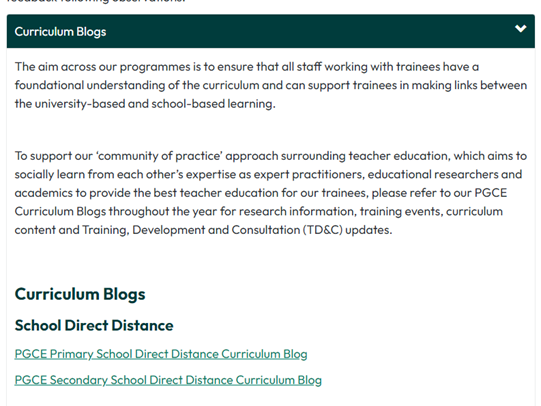 feedback following observations.
Curriculum Blogs
The aim across our programmes is to ensure that all staff working with trainees have a
foundational understanding of the curriculum and can support trainees in making links between
the university-based and school-based learning.
To support our ‘community of practice’ approach surrounding teacher education, which aims to
socially learn from each other’s expertise as expert practitioners, educational researchers and
academics to provide the best teacher education for our trainees, please refer to our PGCE
Curriculum Blogs throughout the year for research information, training events, curriculum
content and Training, Development and Consultation (TD&C) updates.
Curriculum Blogs
School Direct Distance
PGCE Primary School Direct Distance Curriculum Blog
PGCE Secondary School Direct Distance Curriculum Blog